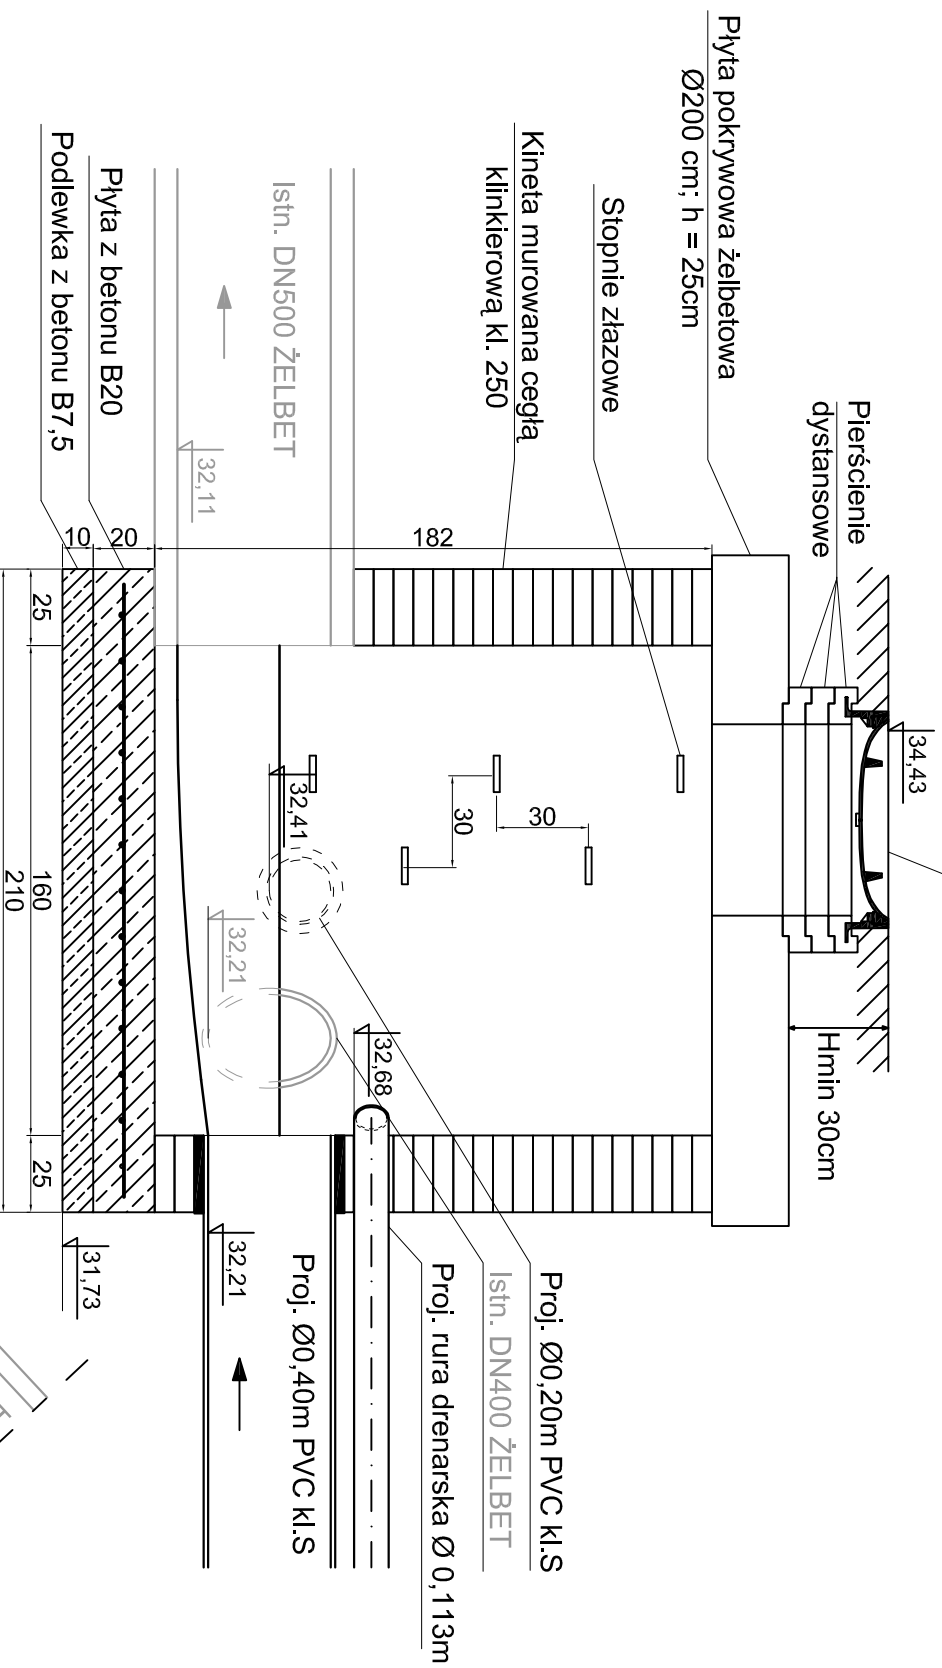 Płyta pokrywowa żelbetowa
Ø200 cm; h = 25cm
Pierścienie
dystansowe
34,43
Hmin 30cm
Stopnie złazowe
Kineta murowana cegłą
klinkierową kl. 250
182
30
30
Istn. DN500 ŻELBET
32,11
32,41
32,21
32,68
Proj. Ø0,20m PVC kl.S
Istn. DN400 ŻELBET
Proj. rura drenarska Ø 0,113m
Proj. Ø0,40m PVC kl.S
32,21
31,73
Płyta z betonu B20
Podlewka z betonu B7,5
20
10
25
160
25
210